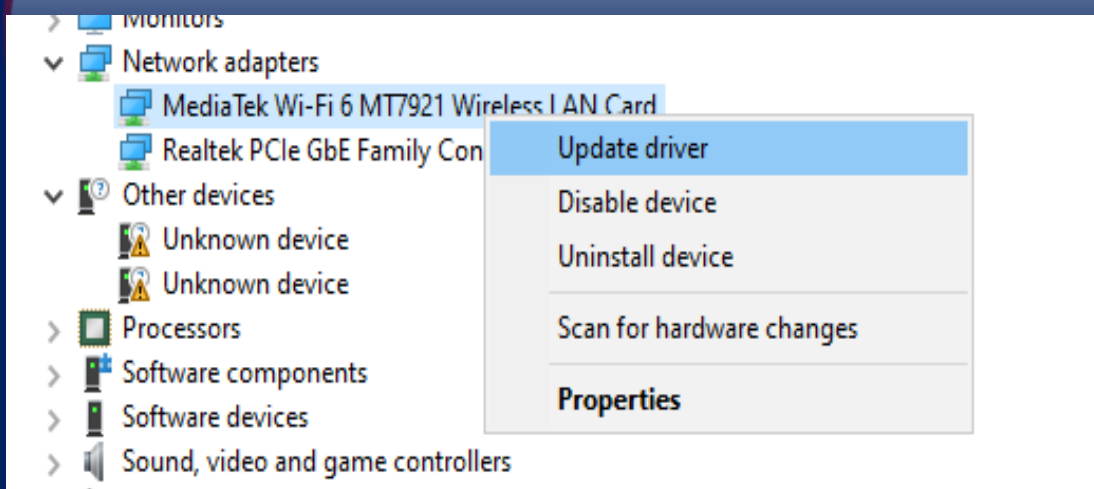 Monitors
Network adapters
MediaTek Wi-Fi 6 MT7921 Wireless LAN Card
Realtek PCIe GbE Family Con
Update driver
Disable device
Uninstall device
Scan for hardware changes
Properties
Other devices
Unknown device
Unknown device
Processors
Software components
Software devices
Sound, video and game controllers